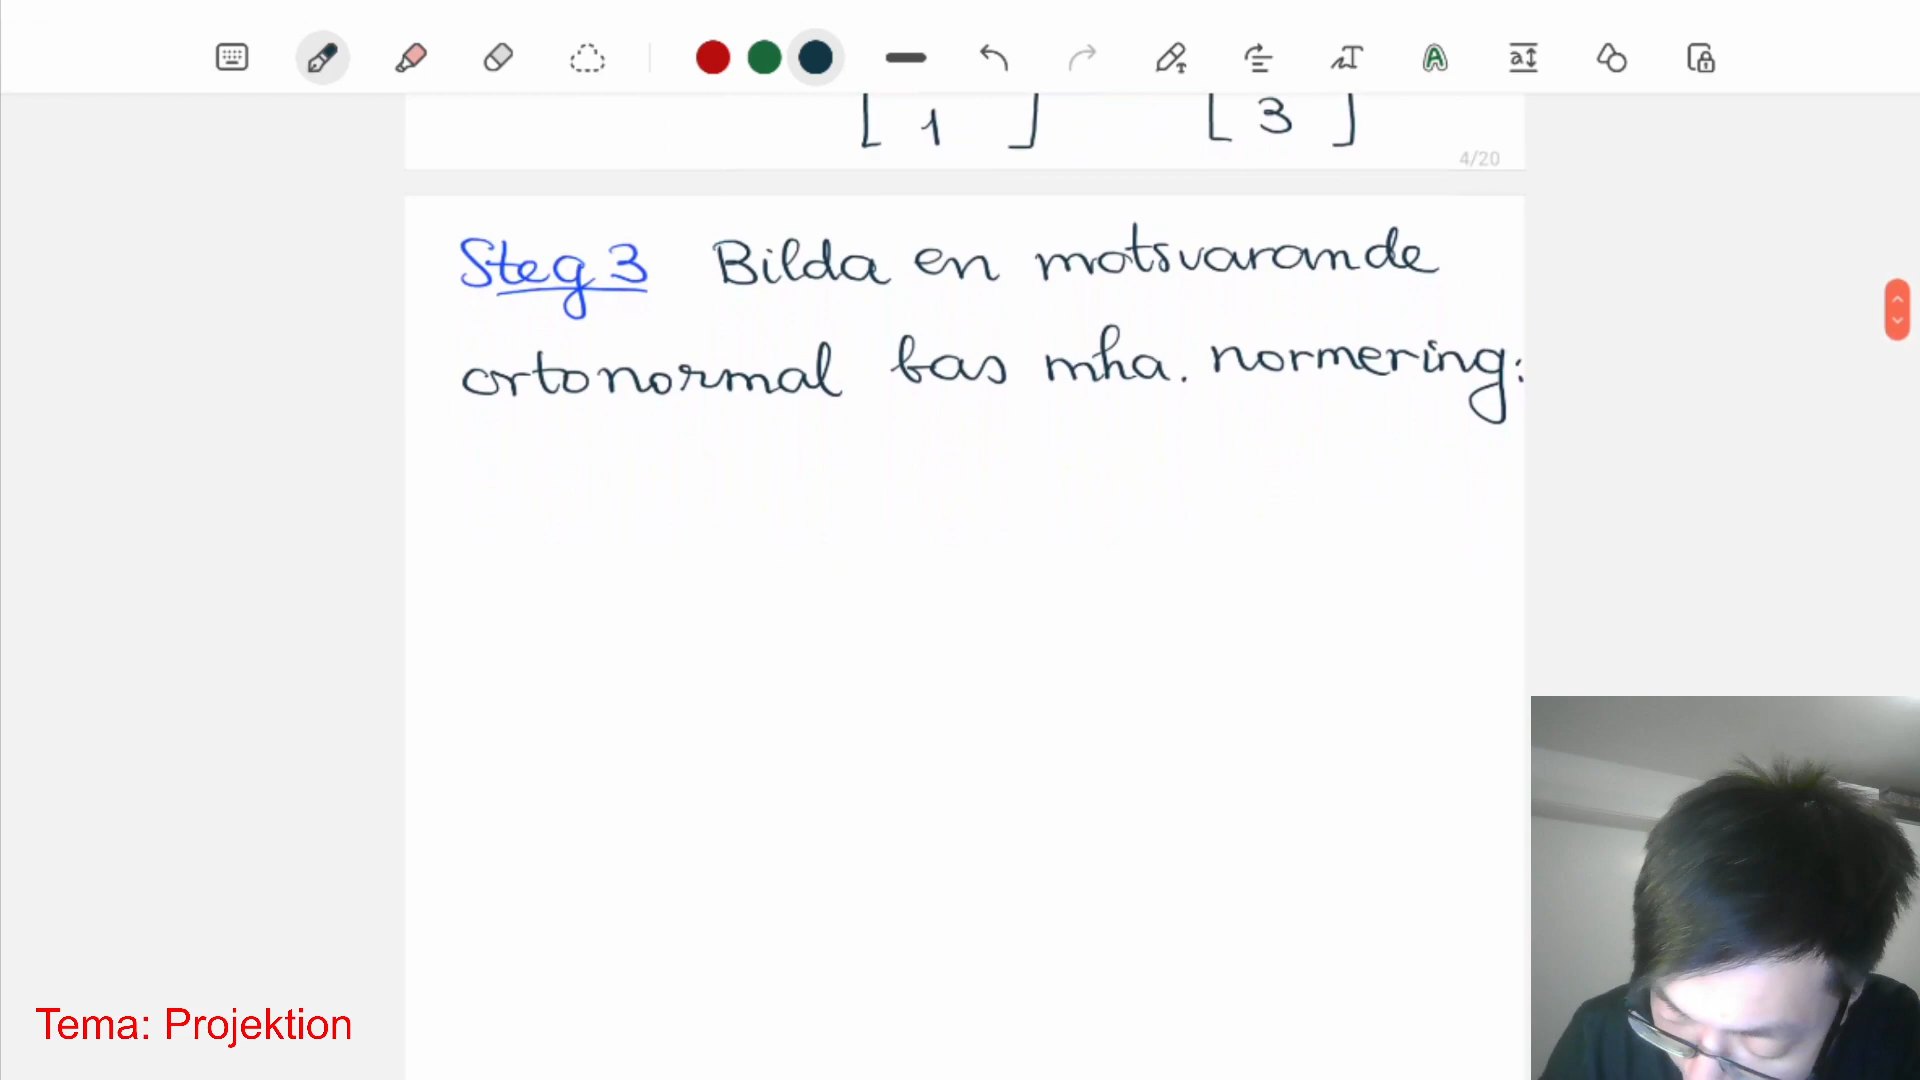 [ 1 ] [ 3 ]
4/20
Steg 3 Bilda en motsvarande
ortonormal bas mha. normering:
Tema: Projektion